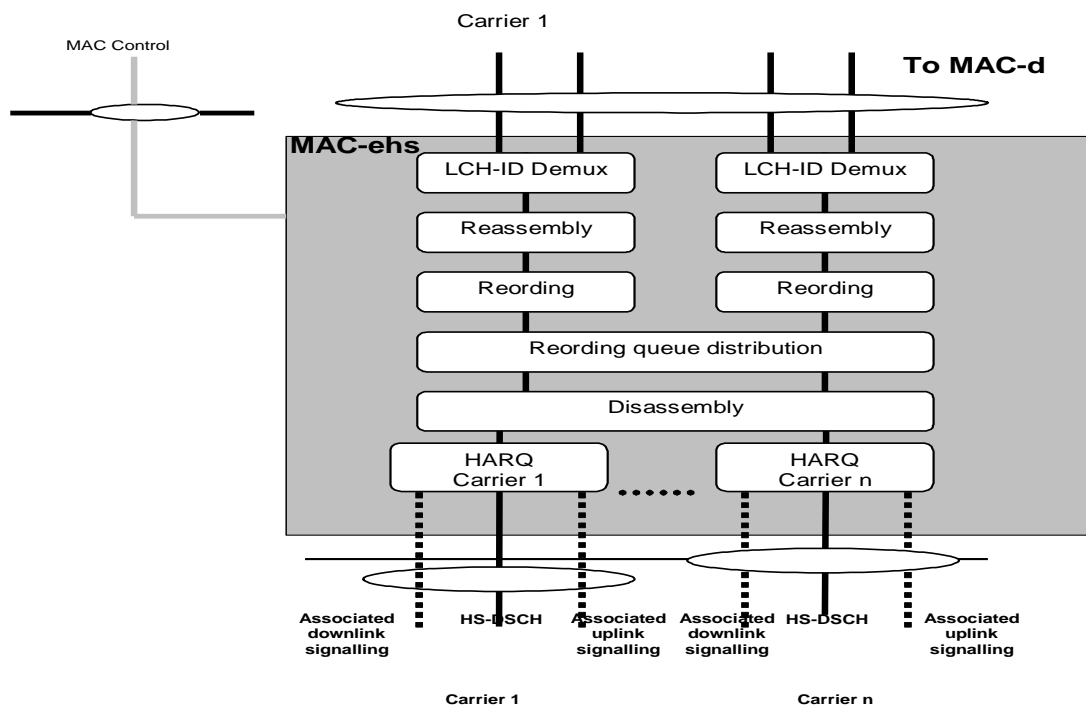 Carrier 1
MAC Control
To MAC-d
MAC-ehs
LCH-ID Demux
LCH-ID Demux
Reassembly
Reassembly
Reording
Reording
Reording queue distribution
Disassembly
HARQ
Carrier 1
HARQ
Carrier n
Associated
downlink
signalling
HS-DSCH
Associated
uplink
signalling
Associated
downlink
signalling
HS-DSCH
Associated
uplink
signalling
Carrier 1
Carrier n